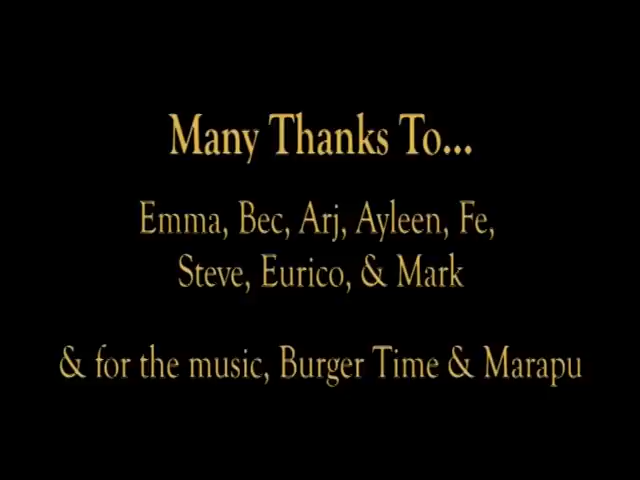 Many Thanks To...
Emma, Bec, Arj, Ayleen, Fe,
Steve, Eurico, & Mark
& for the music, Burger Time & Marapu